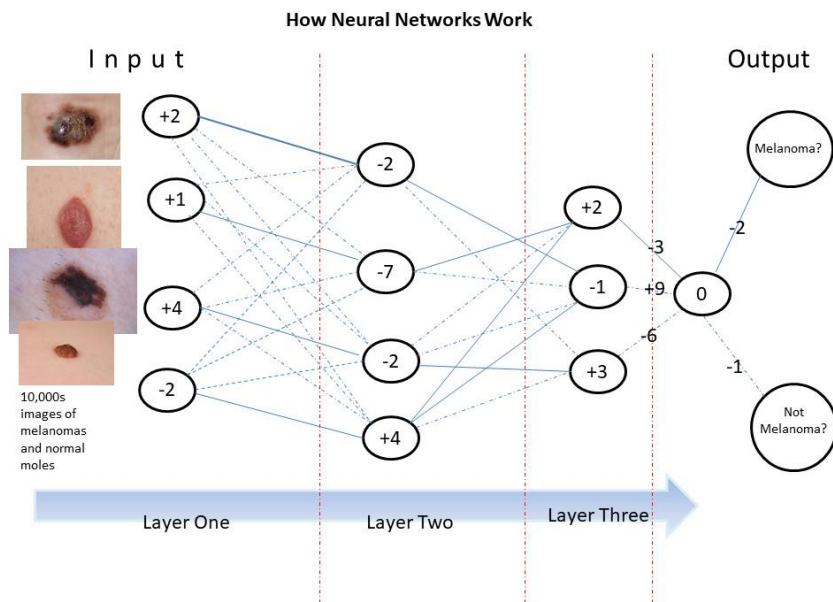 How Neural Networks Work
Input
Output
+2
+1
+4
-2
-2
-7
-2
+4
+2
-1
+3
-3
+9
-6
0
-2
-1
Melanoma?
Not
Melanoma?
10,000s
images of
melanomas
and normal
moles
Layer One
Layer Two
Layer Three